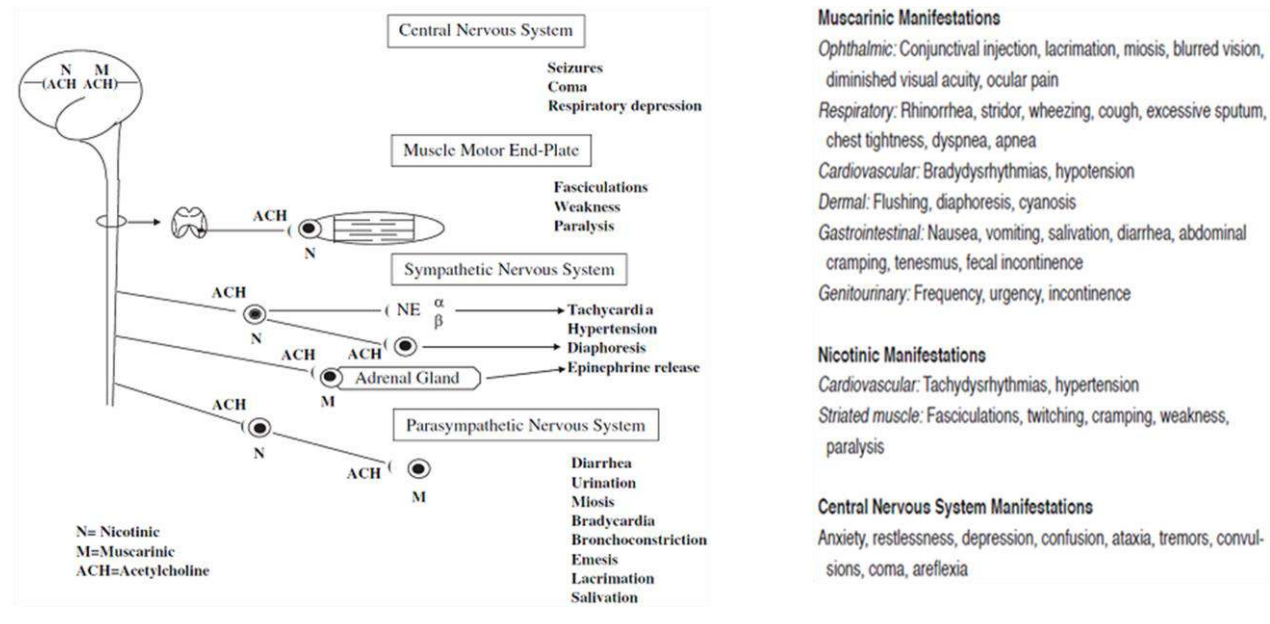 Central Nervous System
N M
(ACH ACH)
Seizures
Coma
Respiratory depression
Muscle Motor End-Plate
Fasciculations
Weakness
Paralysis
ACH
N
Sympathetic Nervous System
ACH
N
NE α
β
ACH
Tachycardia
Hypertension
Diaphoresis
Epinephrine release
ACH
Adrenal Gland
M
Parasympathetic Nervous System
ACH
N
ACH
M
Diarrhea
Urination
Miosis
Bradycardia
Bronchoconstriction
Emesis
Lacrimation
Salivation
N= Nicotinic
M=Muscarinic
ACH=Acetylcholine
Muscarinic Manifestations
Ophthalmic: Conjunctival injection, lacrimation, miosis, blurred vision,
diminished visual acuity, ocular pain
Respiratory: Rhinorrhea, stridor, wheezing, cough, excessive sputum,
chest tightness, dyspnea, apnea
Cardiovascular: Bradydysrhythmias, hypotension
Dermal: Flushing, diaphoresis, cyanosis
Gastrointestinal: Nausea, vomiting, salivation, diarrhea, abdominal
cramping, tenesmus, fecal incontinence
Genitourinary: Frequency, urgency, incontinence
Nicotinic Manifestations
Cardiovascular: Tachydysrhythmias, hypertension
Striated muscle: Fasciculations, twitching, cramping, weakness,
paralysis
Central Nervous System Manifestations
Anxiety, restlessness, depression, confusion, ataxia, tremors, convul-
sions, coma, areflexia